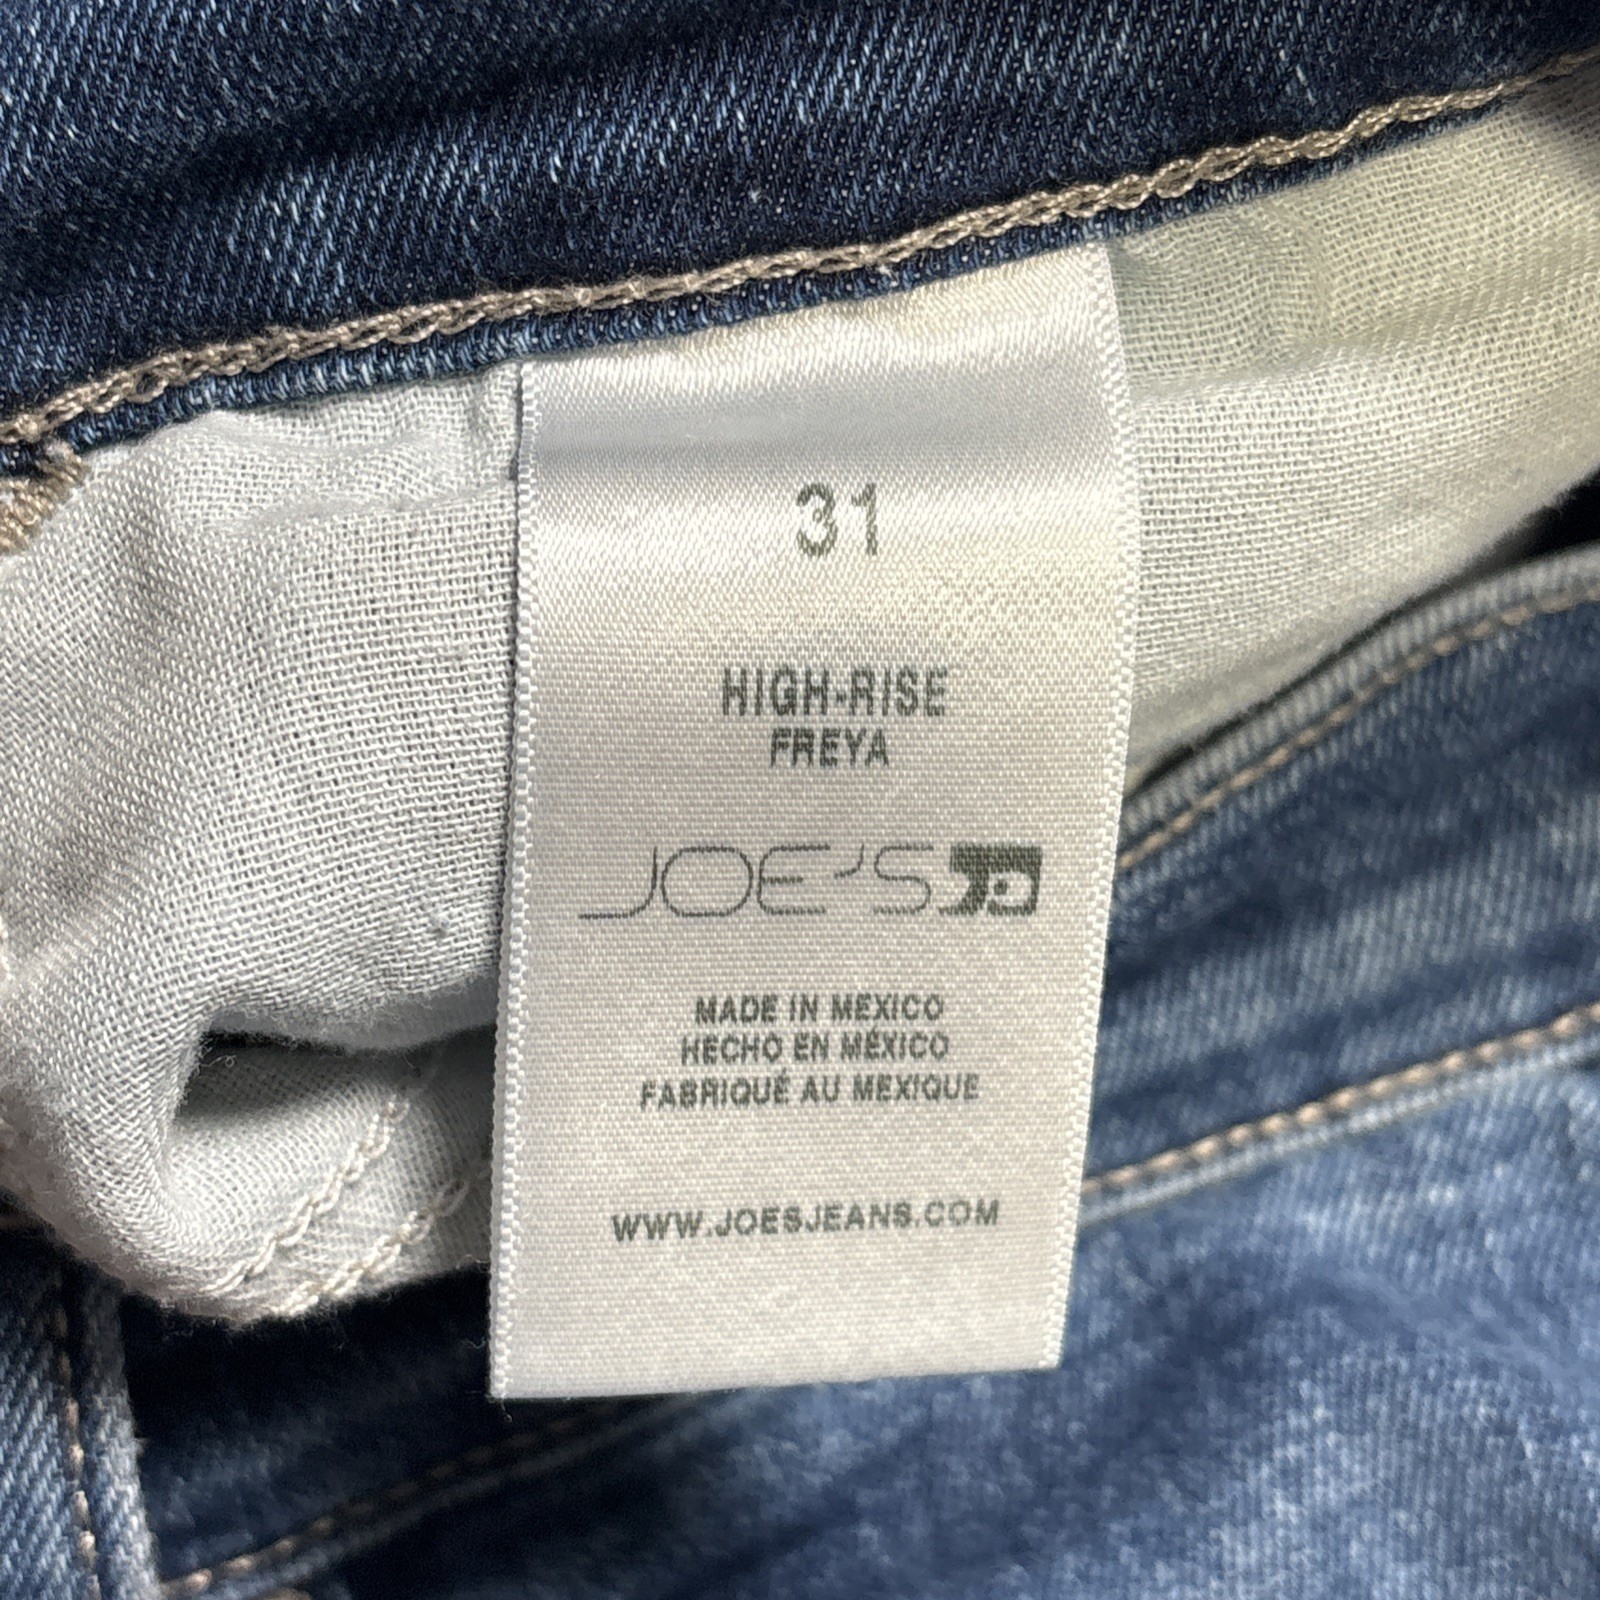 31
HIGH-RISE
FREYA
JOE'S
MADE IN MEXICO
HECHO EN MÉXICO
FABRIQUÉ AU MEXIQUE
WWW.JOESJEANS.COM